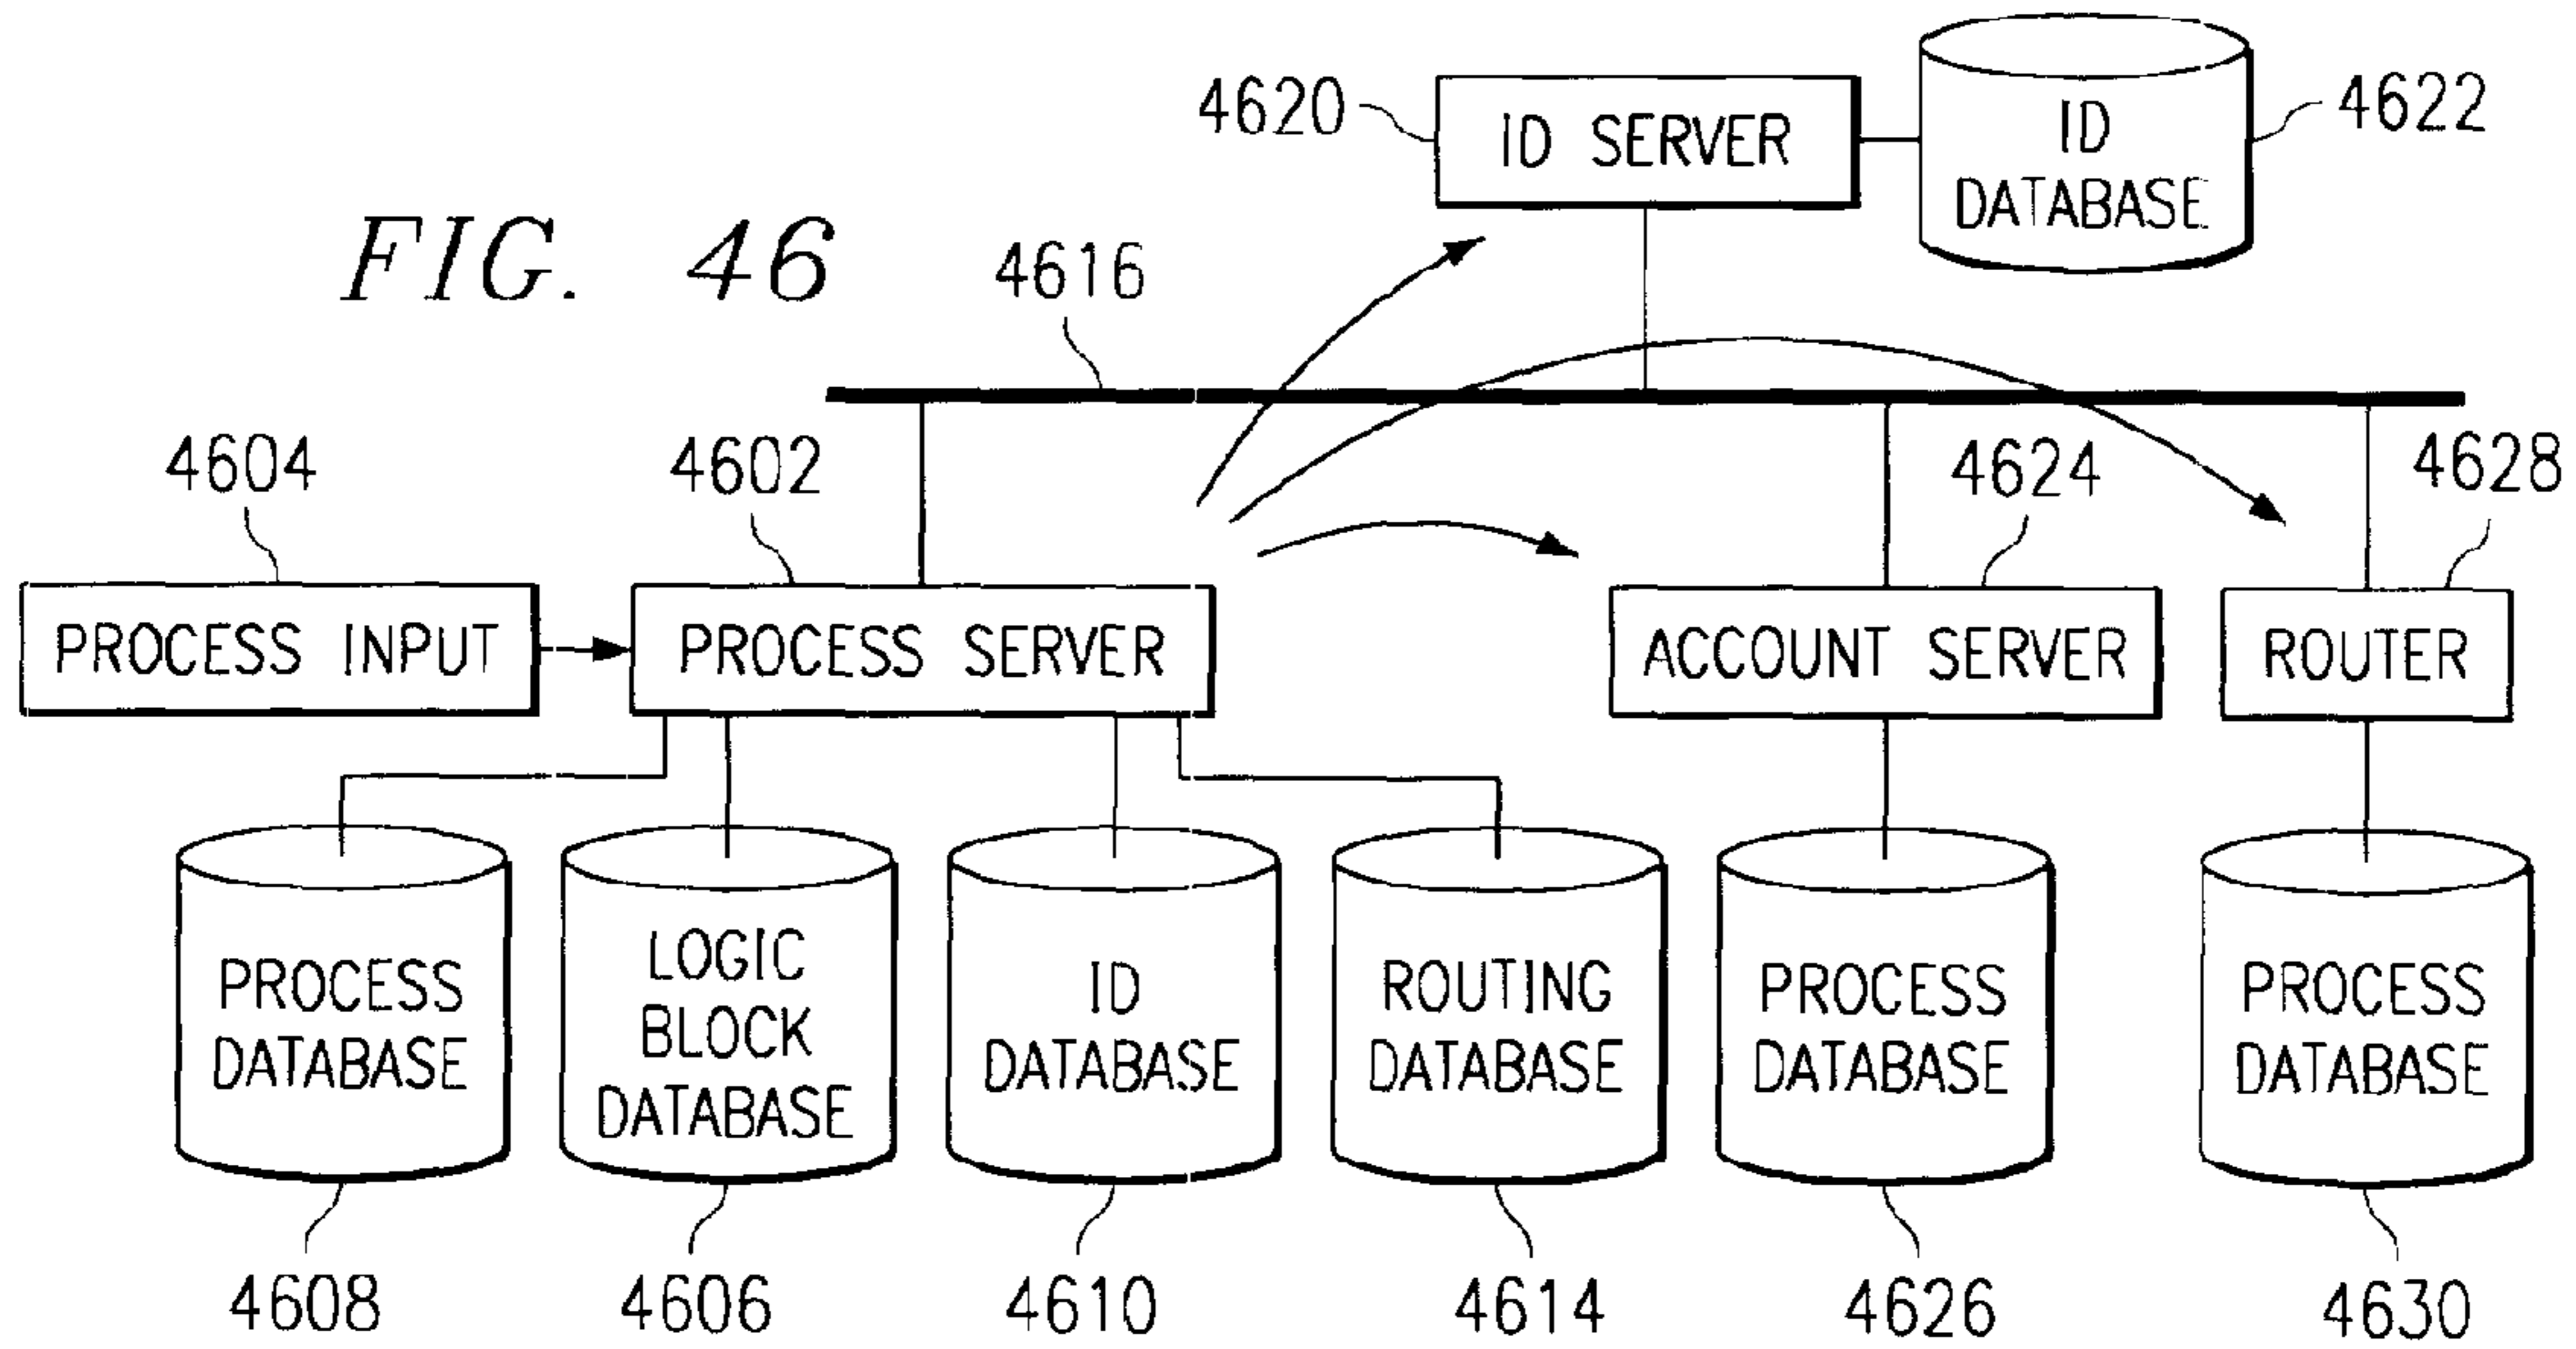 4620
ID SERVER
ID
DATABASE
4622
FIG. 46
4616
4604
4602
4624
4628
PROCESS INPUT
PROCESS SERVER
ACCOUNT SERVER
ROUTER
PROCESS
DATABASE
LOGIC
BLOCK
DATABASE
ID
DATABASE
ROUTING
DATABASE
PROCESS
DATABASE
PROCESS
DATABASE
4608
4606
4610
4614
4626
4630